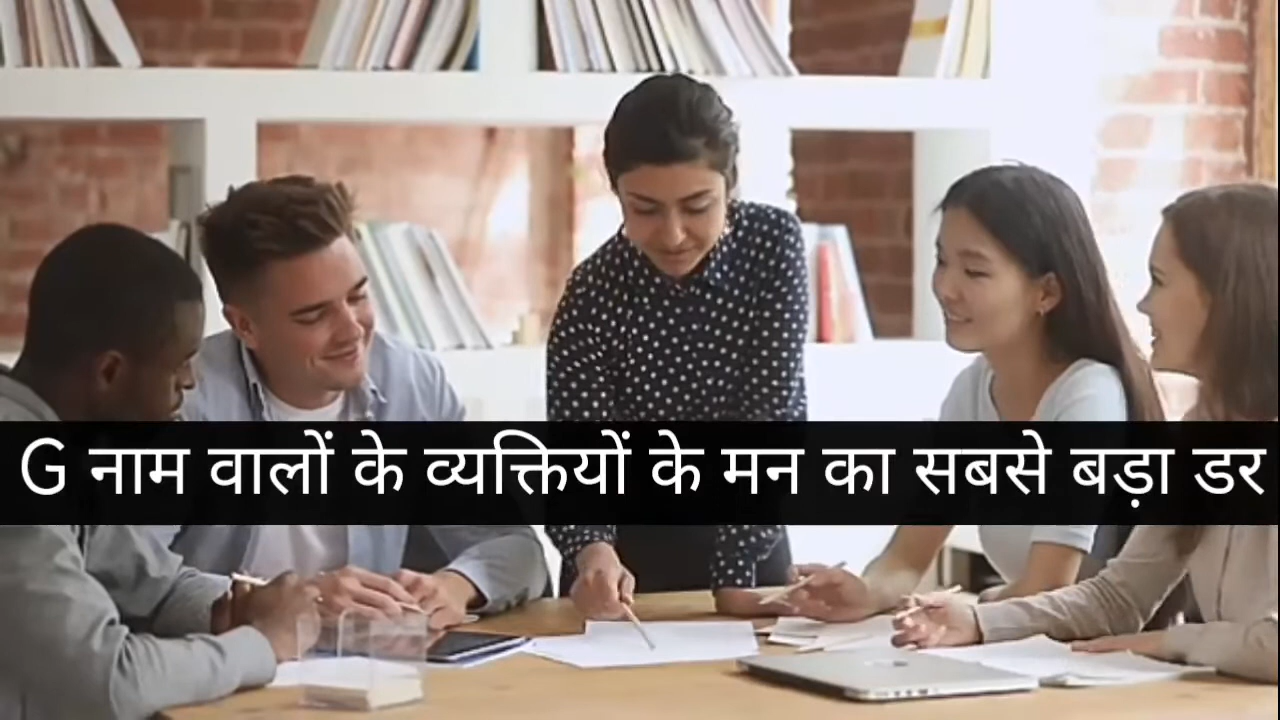 G नाम वालों के व्यक्तियों के मन का सबसे बड़ा डर